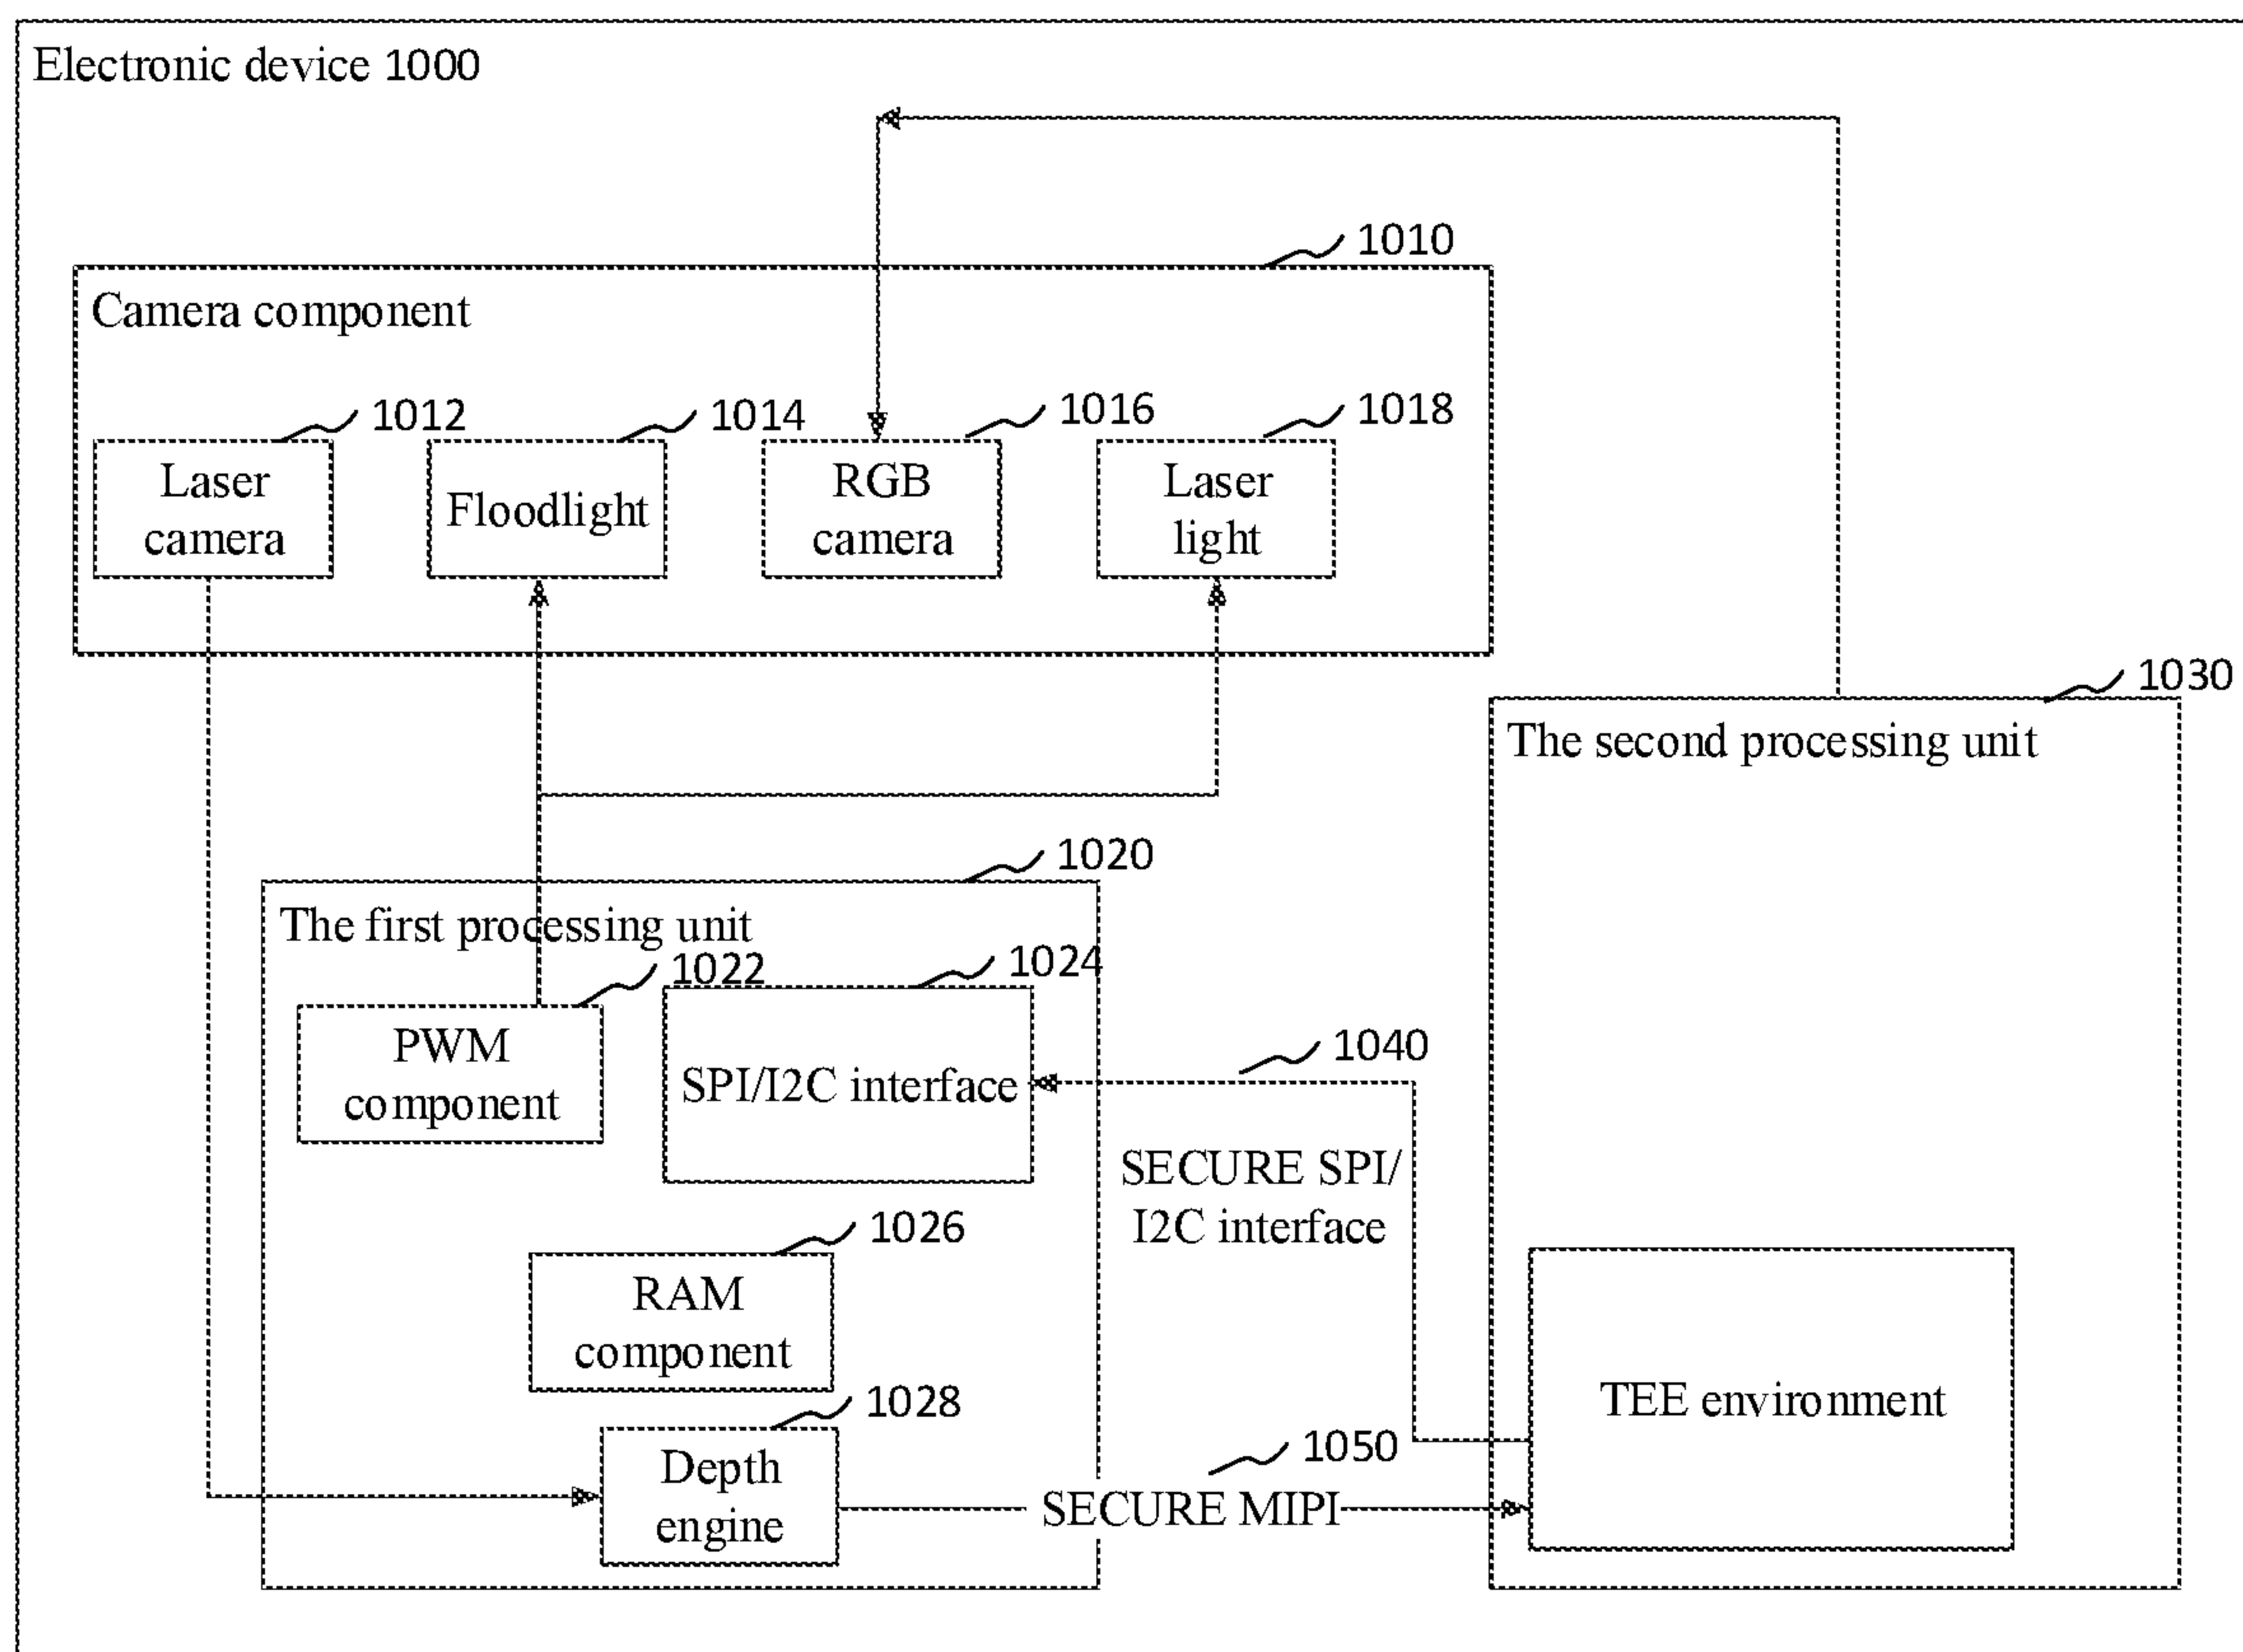 Electronic device 1000
1010
Camera component
1012
1014
1016
1018
Laser
camera
Floodlight
RGB
camera
Laser
light
1030
The second processing unit
1020
The first processing unit
1022
1024
PWM
component
SPI/I2C interface
1040
SECURE SPI/
I2C interface
1026
RAM
component
1028
Depth
engine
1050
SECURE MIPI
TEE environment